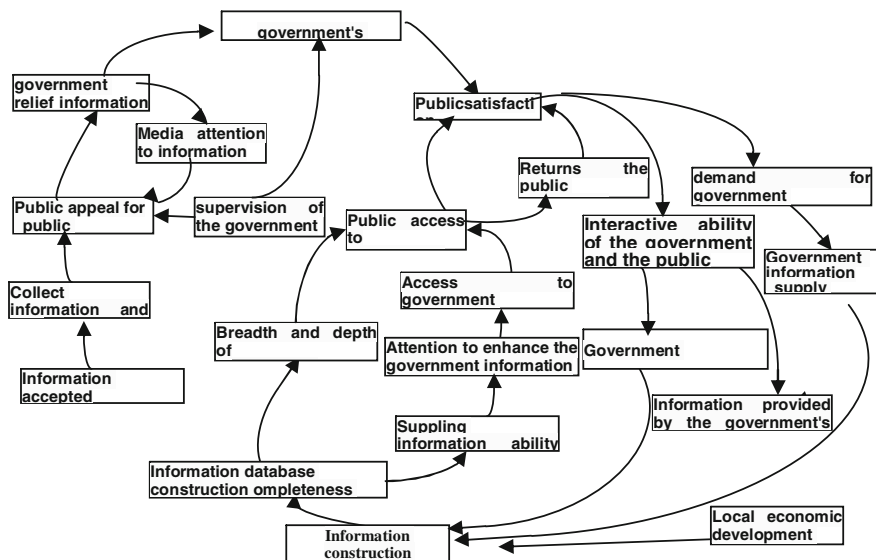 government's
government
relief information
Media attention
to information
Publicsatisfacti
on
Returns the
public
demand for
government
Public appeal for
public
supervision of
the government
Public access
to
Interactive ability
of the government
and the public
Government
information
supply
Collect
information and
Access to
government
Breadth and depth
of
Attention to enhance the
government information
Government
Information
accepted
Information provided
by the government's
Suppling
information ability
Information database
construction ompleteness
Local economic
development
Information
construction